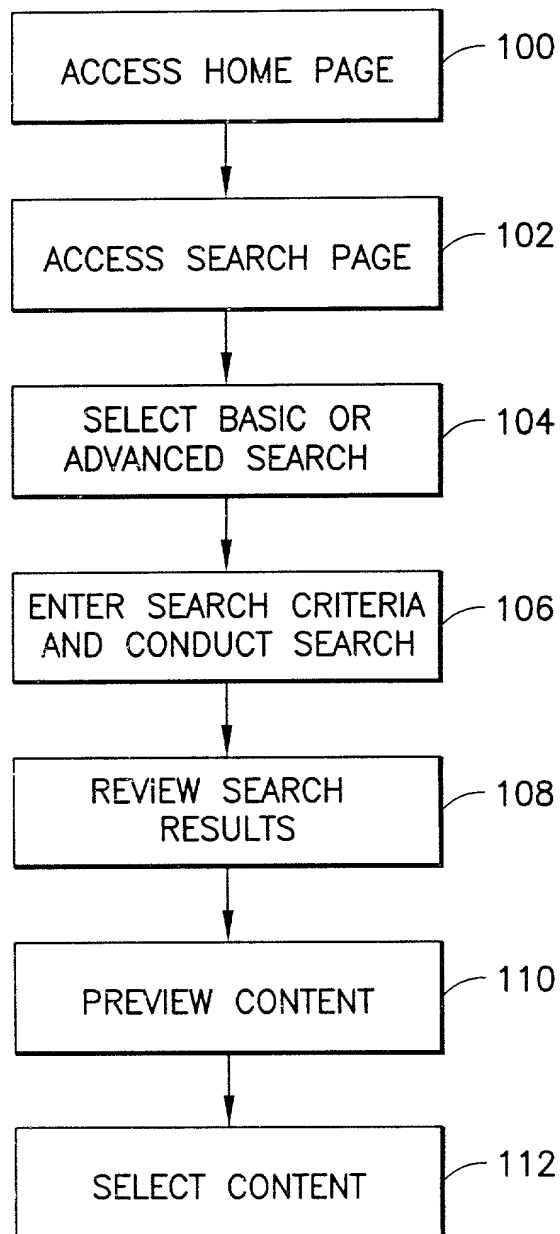 ACCESS HOME PAGE
100
ACCESS SEARCH PAGE
102
SELECT BASIC OR
ADVANCED SEARCH
104
ENTER SEARCH CRITERIA
AND CONDUCT SEARCH
106
REViEW SEARCH
RESULTS
108
PREVIEW CONTENT
110
SELECT CONTENT
112